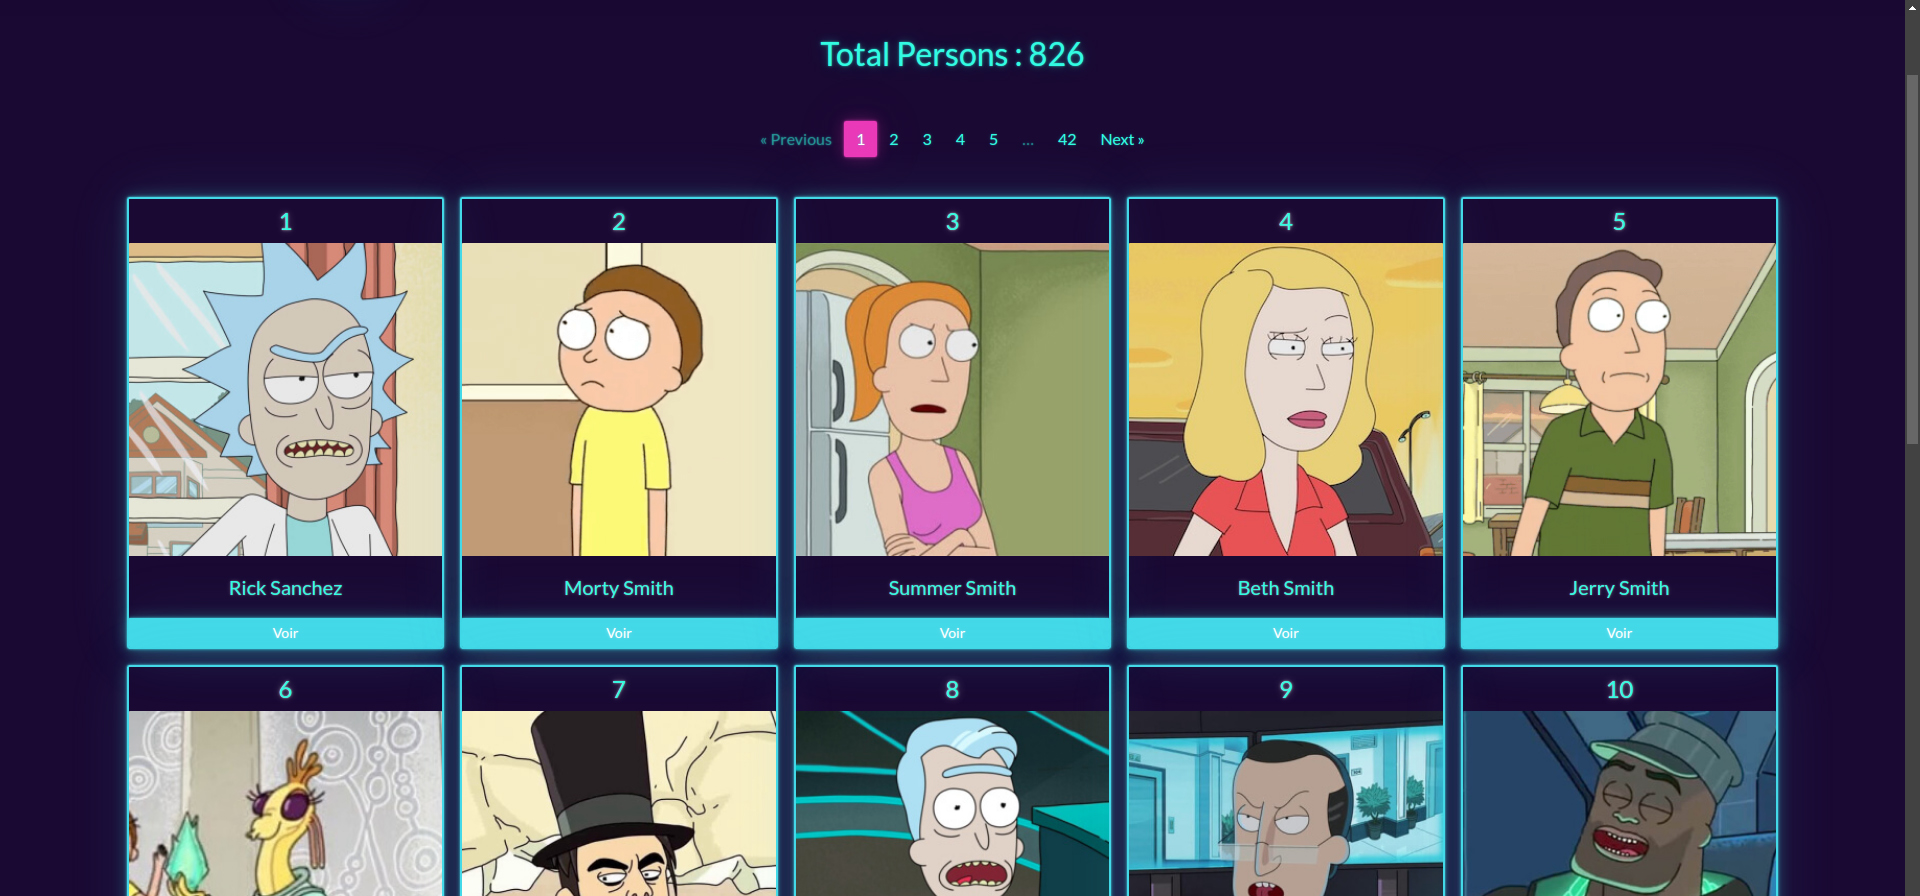 Total Persons : 826
« Previous 1 2 3 4 5 ... 42 Next »
1 2 3 4 5
Rick Sanchez Morty Smith Summer Smith Beth Smith Jerry Smith
Voir Voir Voir Voir Voir
6 7 8 9 10